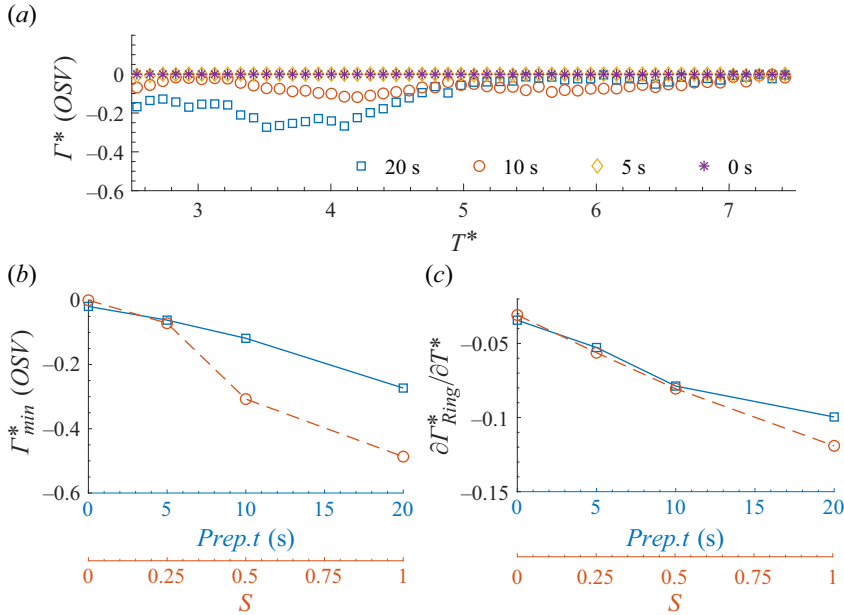 (a)
Γ* (OSV)
0
−0.2
−0.4
−0.6
20 s
10 s
5 s
0 s
3
4
5
6
7
T*
(b)
Γ*min (OSV)
0
−0.2
−0.4
−0.6
0
5
10
15
20
Prep.t (s)
0
0.25
0.5
0.75
1
S
(c)
∂Γ*Ring/∂T*
−0.05
−0.1
−0.15
0
5
10
15
20
Prep.t (s)
0
0.25
0.5
0.75
1
S